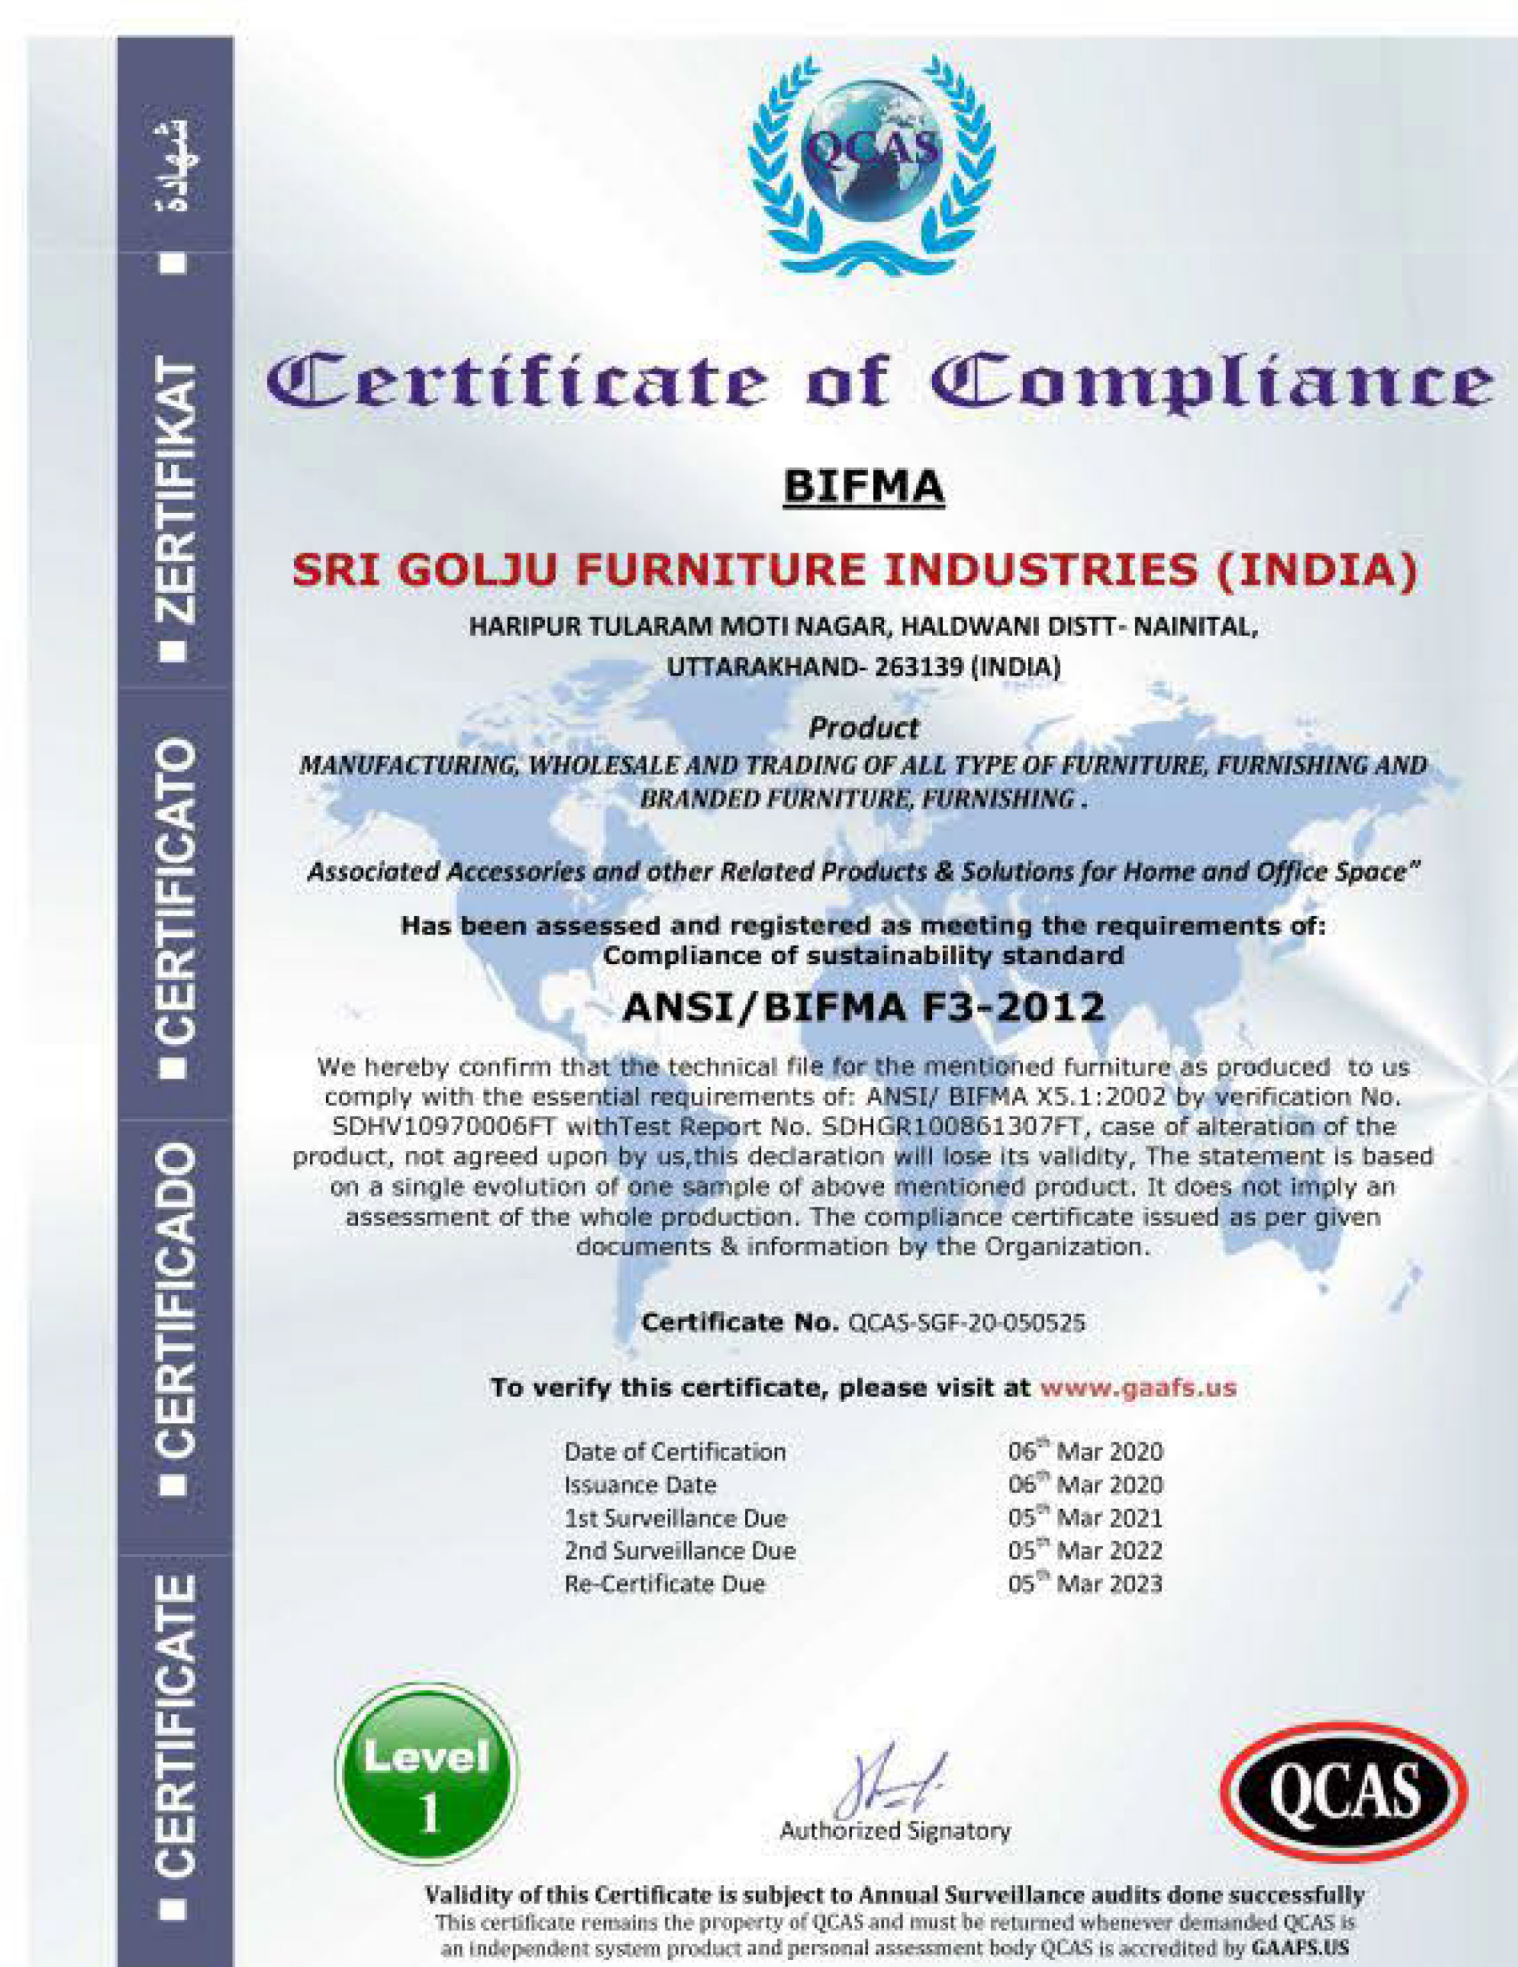 QCAS
Certificate of Compliance
BIFMA
SRI GOLJU FURNITURE INDUSTRIES (INDIA)
HARIPUR TULARAM MOTI NAGAR, HALDWANI DISTT- NAINITAL,
UTTARAKHAND- 263139 (INDIA)
Product
MANUFACTURING, WHOLESALE AND TRADING OF ALL TYPE OF FURNITURE, FURNISHING AND
BRANDED FURNITURE, FURNISHING .
Associated Accessories and other Related Products & Solutions for Home and Office Space”
Has been assessed and registered as meeting the requirements of:
Compliance of sustainability standard
ANSI/BIFMA F3-2012
We hereby confirm that the technical file for the mentioned furniture as produced to us
comply with the essential requirements of: ANSI/ BIFMA X5.1:2002 by verification No.
SDHV10970006FT withTest Report No. SDHGR100861307FT, case of alteration of the
product, not agreed upon by us,this declaration will lose its validity, The statement is based
on a single evolution of one sample of above mentioned product. It does not imply an
assessment of the whole production. The compliance certificate issued as per given
documents & information by the Organization.
Certificate No. QCAS-SGF-20-050525
To verify this certificate, please visit at www.gaafs.us
Date of Certification 06th Mar 2020
Issuance Date 06th Mar 2020
1st Surveillance Due 05th Mar 2021
2nd Surveillance Due 05th Mar 2022
Re-Certificate Due 05th Mar 2023
Level
1
Authorized Signatory
QCAS
Validity of this Certificate is subject to Annual Surveillance audits done successfully
This certificate remains the property of QCAS and must be returned whenever demanded QCAS is
an independent system product and personal assessment body QCAS is accredited by GAAFS.US
■ CERTIFICATE ■ CERTIFICADO ■ CERTIFICATO ■ ZERTIFIKAT ■ شهادة